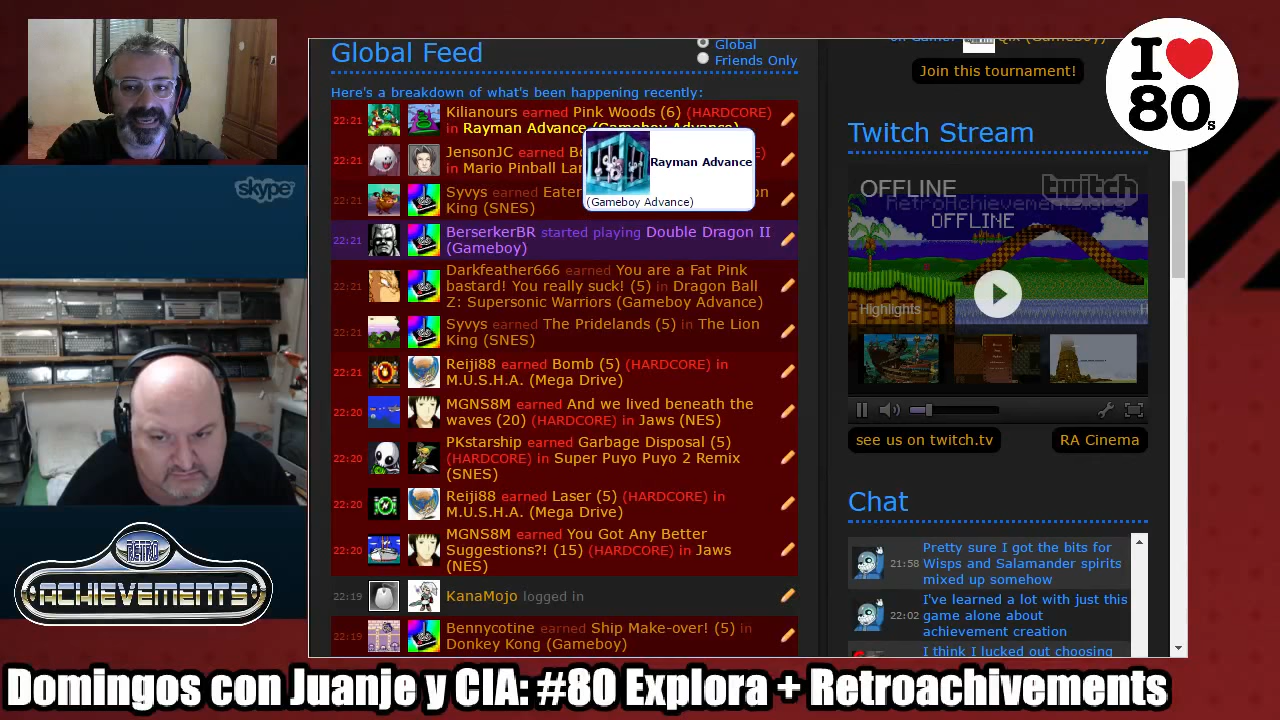 Global Feed
Global
Friends Only
Here's a breakdown of what's been happening recently:
22:21 Kilianours earned Pink Woods (6) (HARDCORE)
in Rayman Advance (Gameboy Advance)
Rayman Advance
(Gameboy Advance)
22:21 JensonJC earned
in Mario Pinball
22:21 Syvys earned
King (SNES)
22:21 BerserkerBR started playing Double Dragon II
(Gameboy)
22:21 Darkfeather666 earned You are a Fat Pink
bastard! You really suck! (5) in Dragon Ball
Z: Supersonic Warriors (Gameboy Advance)
22:21 Syvys earned The Pridelands (5) in The Lion
King (SNES)
22:21 Reiji88 earned Bomb (5) (HARDCORE) in
M.U.S.H.A. (Mega Drive)
22:20 MGNS8M earned And we lived beneath the
waves (20) (HARDCORE) in Jaws (NES)
22:20 PKstarship earned Garbage Disposal (5)
(HARDCORE) in Super Puyo Puyo 2 Remix
(SNES)
22:20 Reiji88 earned Laser (5) (HARDCORE) in
M.U.S.H.A. (Mega Drive)
22:20 MGNS8M earned You Got Any Better
Suggestions?! (15) (HARDCORE) in Jaws
(NES)
22:19 KanaMojo logged in
22:19 Bennycotine earned Ship Make-over! (5) in
Donkey Kong (Gameboy)
Join this tournament!
Twitch Stream
OFFLINE
twitch
RetroAchievements.org
OFFLINE
Highlights
see us on twitch.tv
RA Cinema
Chat
21:58 Pretty sure I got the bits for
Wisps and Salamander spirits
mixed up somehow
22:02 I've learned a lot with just this
game alone about
achievement creation
I think I lucked out choosing
I
80s
skype
RETRO
ACHIEVEMENTS
Domingos con Juanje y CIA: #80 Explora + Retroachivements